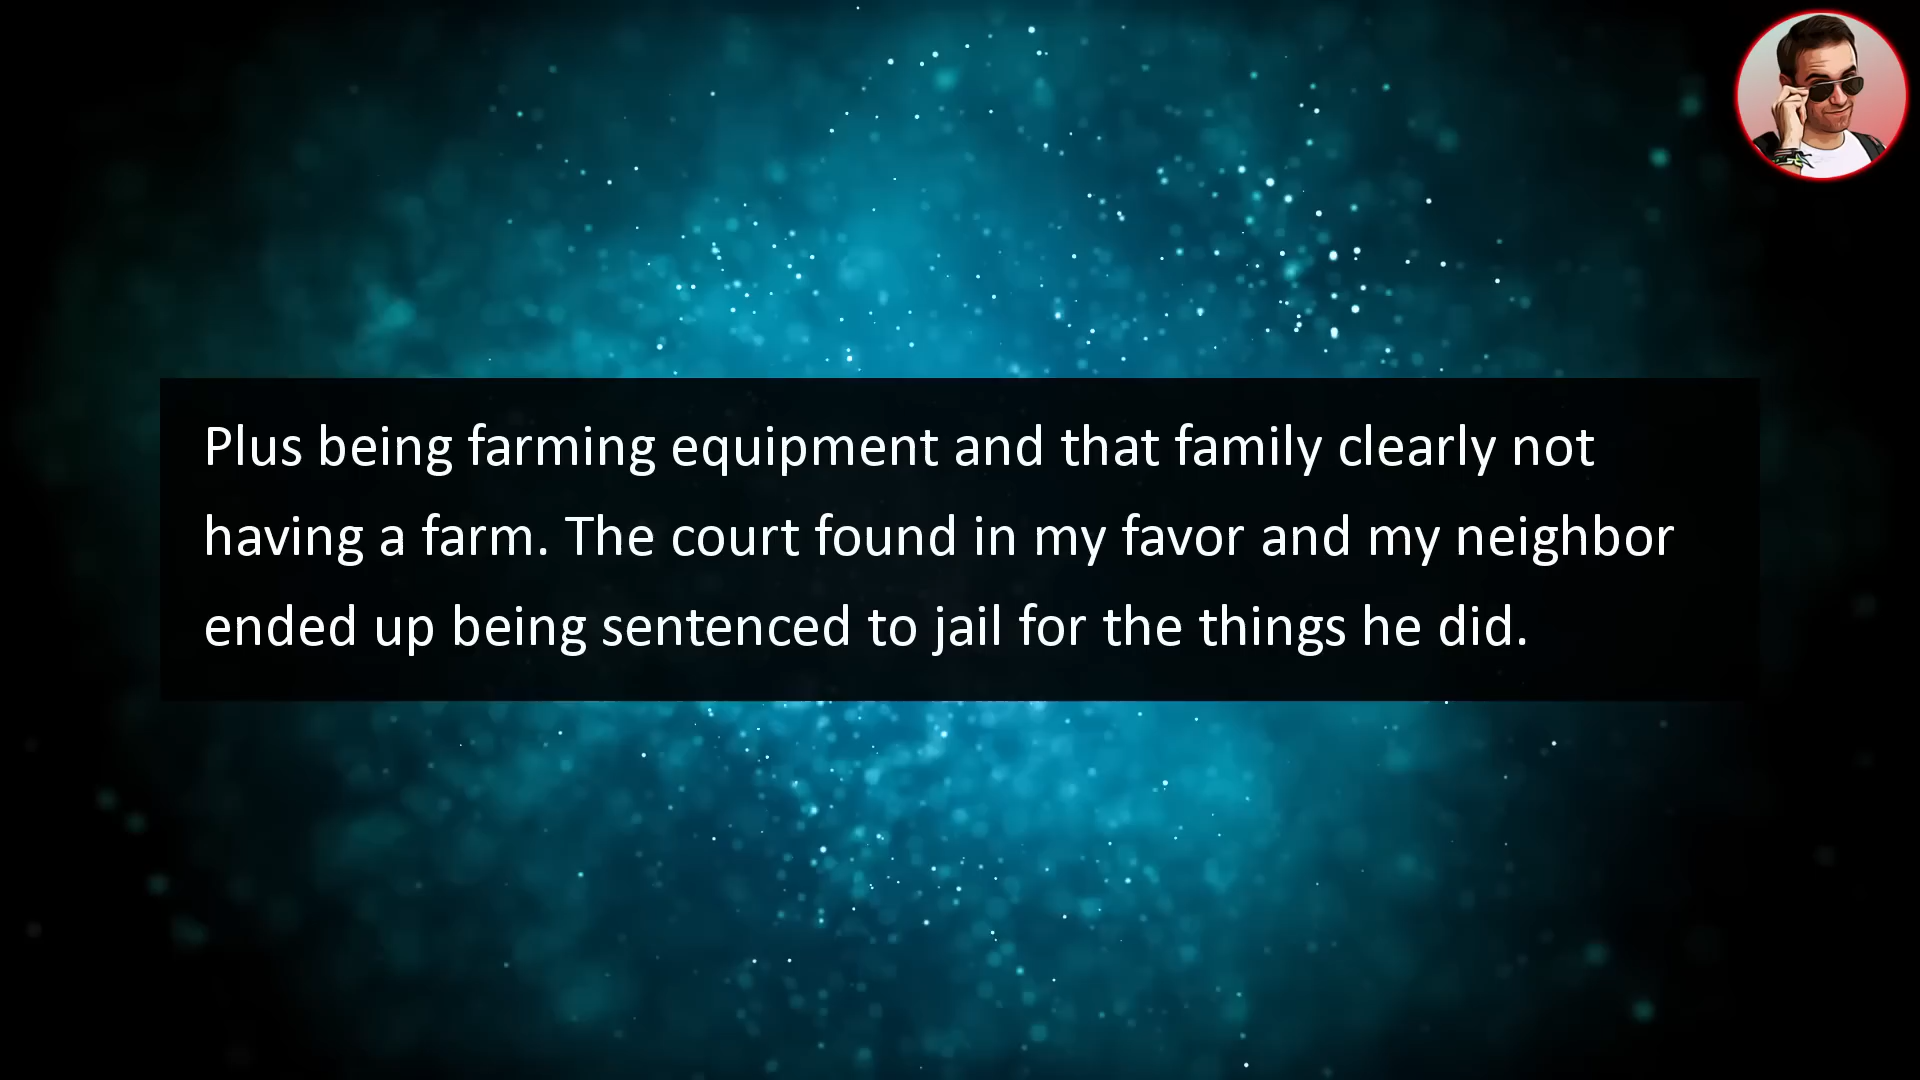 Plus being farming equipment and that family clearly not
having a farm. The court found in my favor and my neighbor
ended up being sentenced to jail for the things he did.